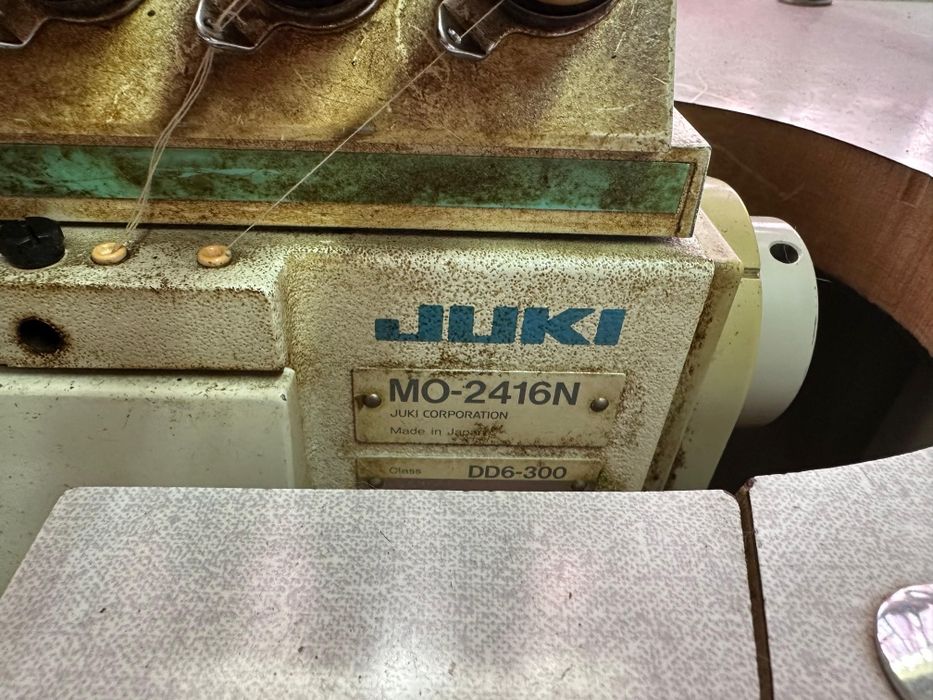 JUKI
MO-2416N
JUKI CORPORATION
Made in Japan
Class DD6-300